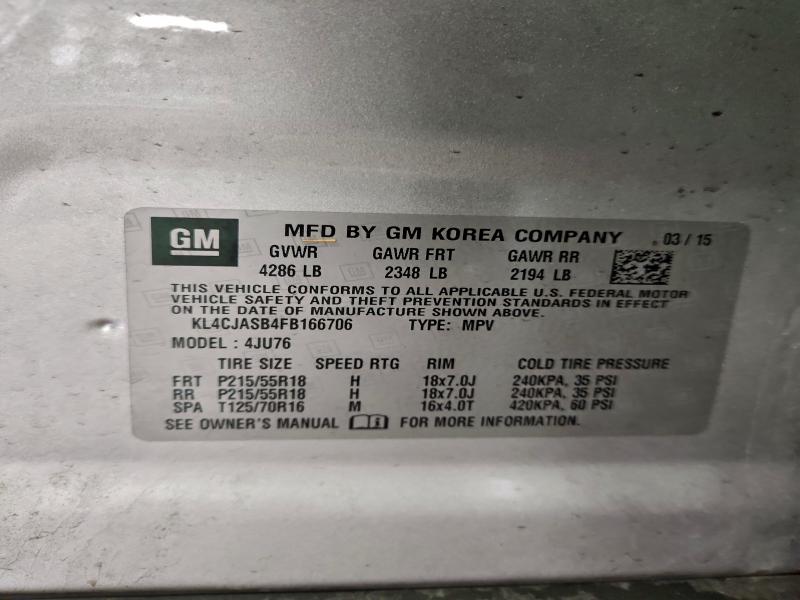 GM MFD BY GM KOREA COMPANY 03 / 15
GVWR GAWR FRT GAWR RR
4286 LB 2348 LB 2194 LB
THIS VEHICLE CONFORMS TO ALL APPLICABLE U.S. FEDERAL MOTOR
VEHICLE SAFETY AND THEFT PREVENTION STANDARDS IN EFFECT
ON THE DATE OF MANUFACTURE SHOWN ABOVE.
KL4CJASB4FB166706 TYPE: MPV
MODEL : 4JU76
TIRE SIZE SPEED RTG RIM COLD TIRE PRESSURE
FRT P215/55R18 H 18x7.0J 240KPA, 35 PSI
RR P215/55R18 H 18x7.0J 240KPA, 35 PSI
SPA T125/70R16 M 16x4.0T 420KPA, 60 PSI
SEE OWNER'S MANUAL FOR MORE INFORMATION.